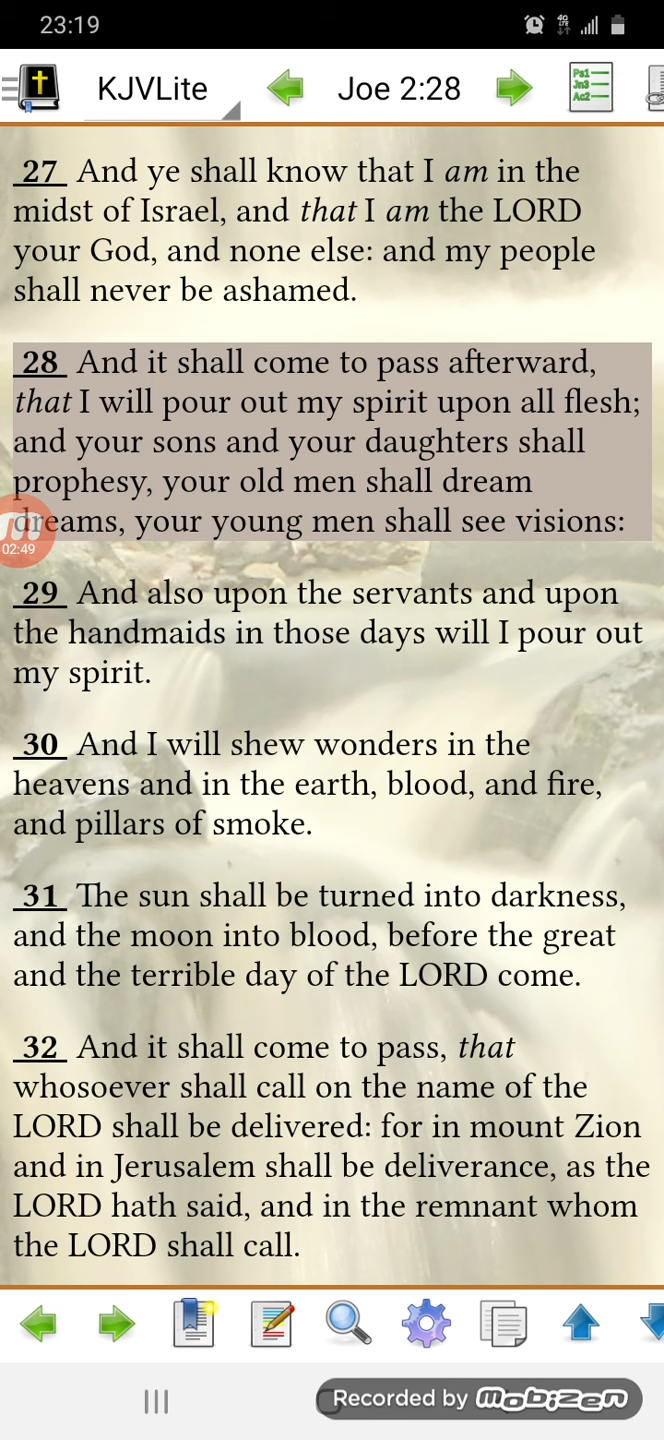 23:19
4G
LTE
KJVLite
Joe 2:28
Ps1
Jn3
Ac2
27 And ye shall know that I am in the
midst of Israel, and that I am the LORD
your God, and none else: and my people
shall never be ashamed.
28 And it shall come to pass afterward,
that I will pour out my spirit upon all flesh;
and your sons and your daughters shall
prophesy, your old men shall dream
dreams, your young men shall see visions:
02:49
29 And also upon the servants and upon
the handmaids in those days will I pour out
my spirit.
30 And I will shew wonders in the
heavens and in the earth, blood, and fire,
and pillars of smoke.
31 The sun shall be turned into darkness,
and the moon into blood, before the great
and the terrible day of the LORD come.
32 And it shall come to pass, that
whosoever shall call on the name of the
LORD shall be delivered: for in mount Zion
and in Jerusalem shall be deliverance, as the
LORD hath said, and in the remnant whom
the LORD shall call.
Recorded by mobizen